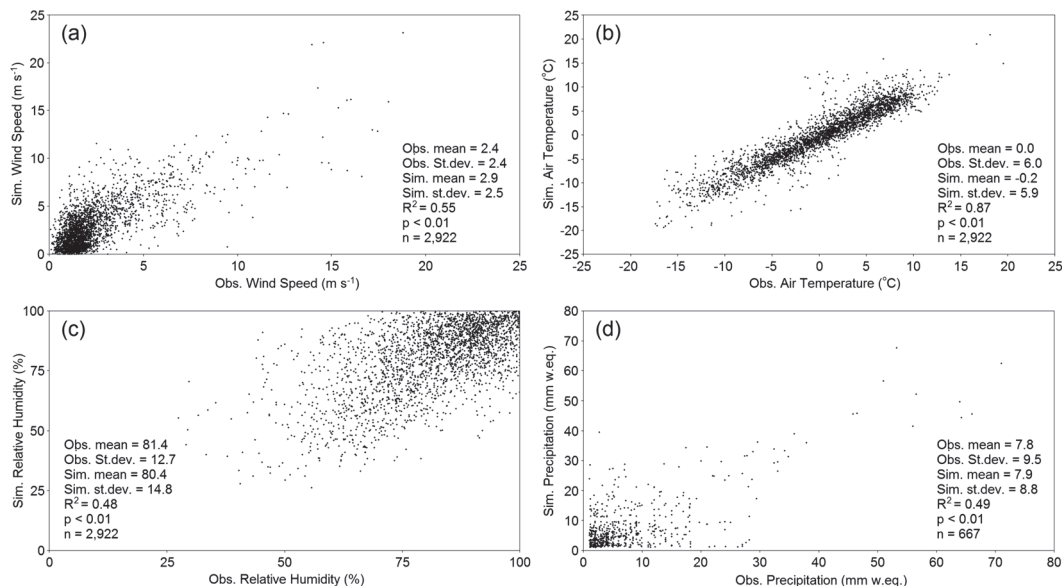 (a)
25
20
15
10
5
0
Sim. Wind Speed (m s⁻¹)
Obs. mean = 2.4
Obs. St.dev. = 2.4
Sim. mean = 2.9
Sim. st.dev. = 2.5
R² = 0.55
p < 0.01
n = 2,922
0 5 10 15 20 25
Obs. Wind Speed (m s⁻¹)
(b)
25
20
15
10
5
0
-5
-10
-15
-20
-25
Sim. Air Temperature (°C)
Obs. mean = 0.0
Obs. St.dev. = 6.0
Sim. mean = -0.2
Sim. st.dev. = 5.9
R² = 0.87
p < 0.01
n = 2,922
-25 -20 -15 -10 -5 0 5 10 15 20 25
Obs. Air Temperature (°C)
(c)
100
75
50
25
0
Sim. Relative Humidity (%)
Obs. mean = 81.4
Obs. St.dev. = 12.7
Sim. mean = 80.4
Sim. st.dev. = 14.8
R² = 0.48
p < 0.01
n = 2,922
0 25 50 75 100
Obs. Relative Humidity (%)
(d)
80
70
60
50
40
30
20
10
0
Sim. Precipitation (mm w.eq.)
Obs. mean = 7.8
Obs. St.dev. = 9.5
Sim. mean = 7.9
Sim. st.dev. = 8.8
R² = 0.49
p < 0.01
n = 667
0 10 20 30 40 50 60 70 80
Obs. Precipitation (mm w.eq.)